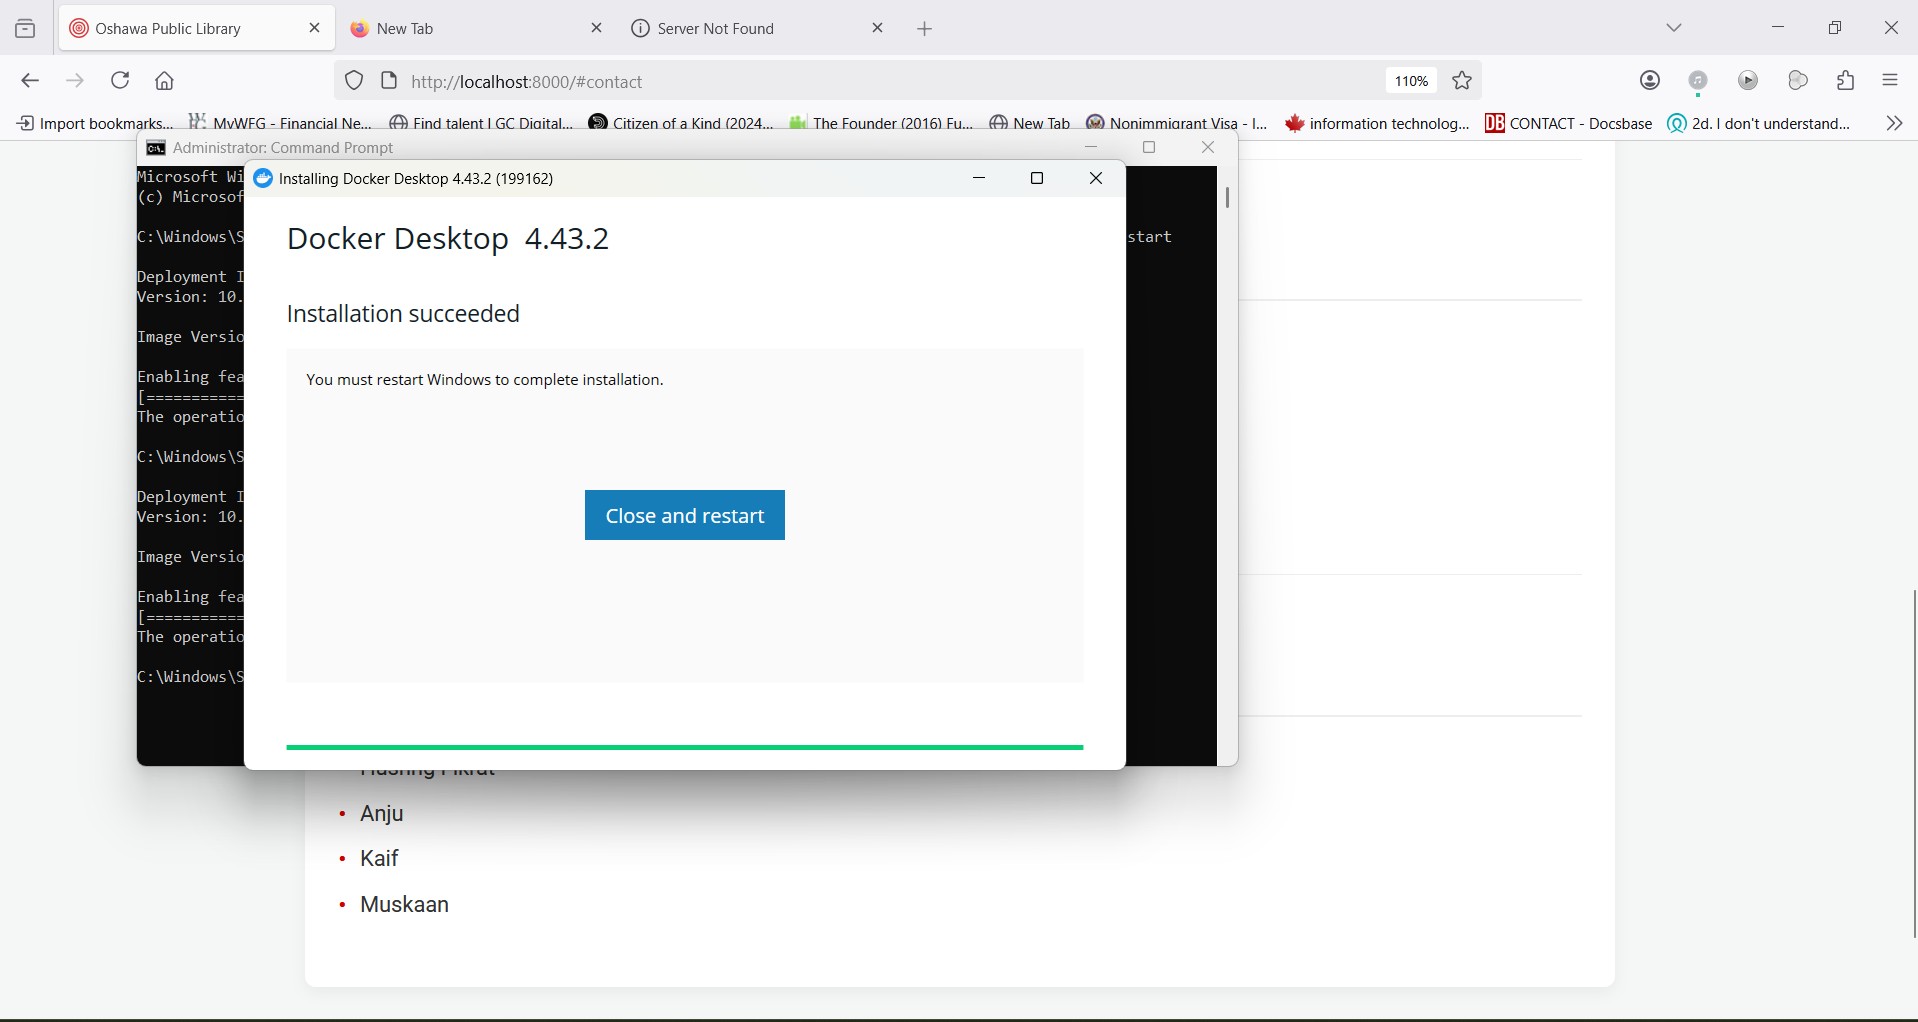 Oshawa Public Library
New Tab
Server Not Found
http://localhost:8000/#contact
110%
Import bookmarks...
MyWFG - Financial Ne...
Find talent | GC Digital...
Citizen of a Kind (2024...
The Founder (2016) Fu...
New Tab
Nonimmigrant Visa - I...
information technolog...
DB CONTACT - Docsbase
2d. I don't understand...
Administrator: Command Prompt
Microsoft Wi
(c) Microsof
C:\Windows\S
start
Deployment I
Version: 10.
Image Versio
Enabling fea
[===========
The operatio
C:\Windows\S
Deployment I
Version: 10.
Image Versio
Enabling fea
[===========
The operatio
C:\Windows\S
Installing Docker Desktop 4.43.2 (199162)
Docker Desktop 4.43.2
Installation succeeded
You must restart Windows to complete installation.
Close and restart
• Anju
• Kaif
• Muskaan